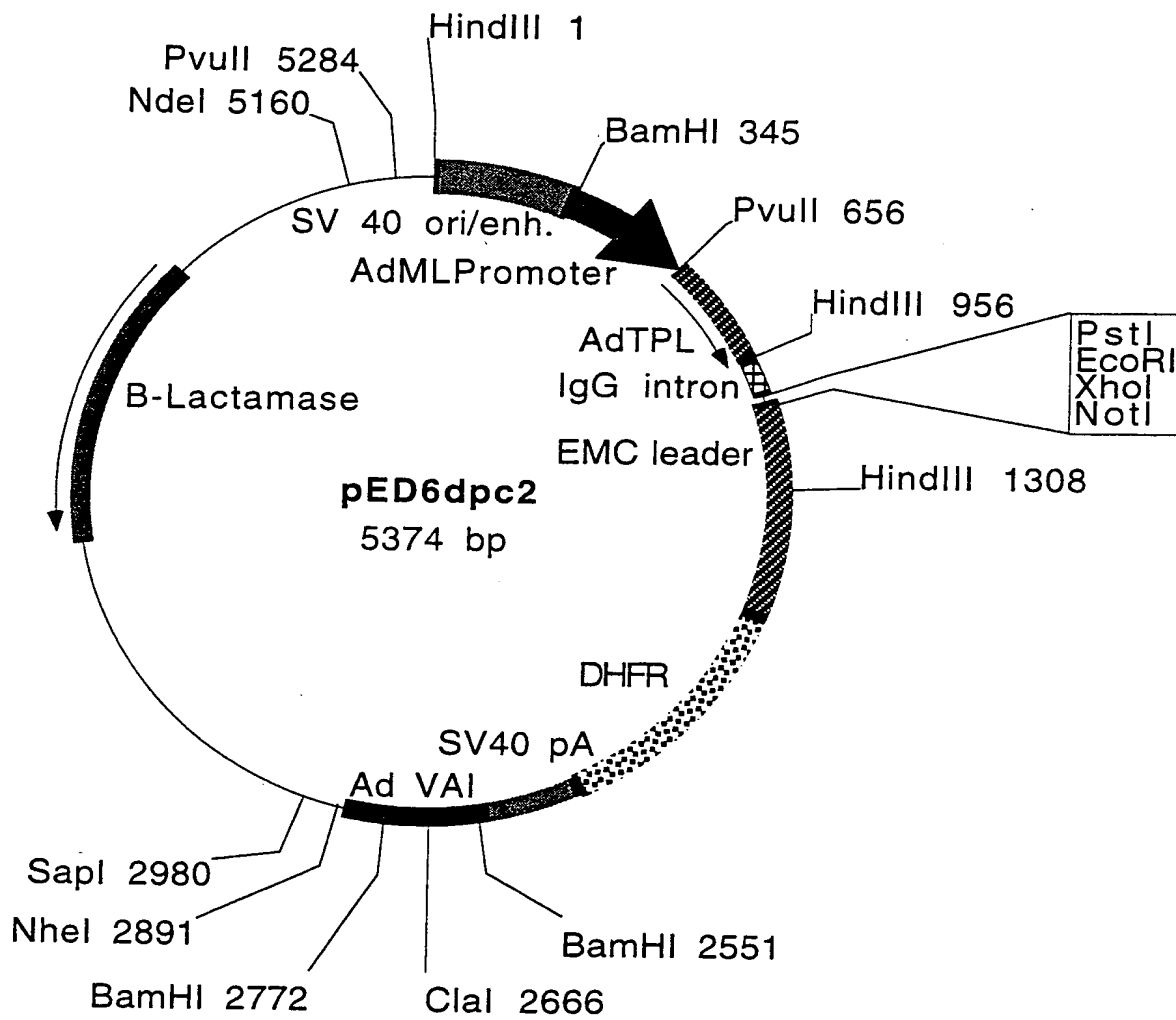 HindIII 1
PvuII 5284
NdeI 5160
BamHI 345
SV 40 ori/enh.
PvuII 656
AdMLPromoter
HindIII 956
AdTPL
PstI
EcoRI
XhoI
NotI
IgG intron
B-Lactamase
EMC leader
HindIII 1308
pED6dpc2
5374 bp
DHFR
SV40 pA
Ad VAI
SapI 2980
NheI 2891
BamHI 2551
BamHI 2772
ClaI 2666